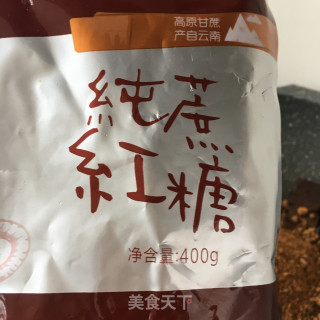 高原甘蔗
产自云南
純蔗
紅糖
净含量:400g
美食天下